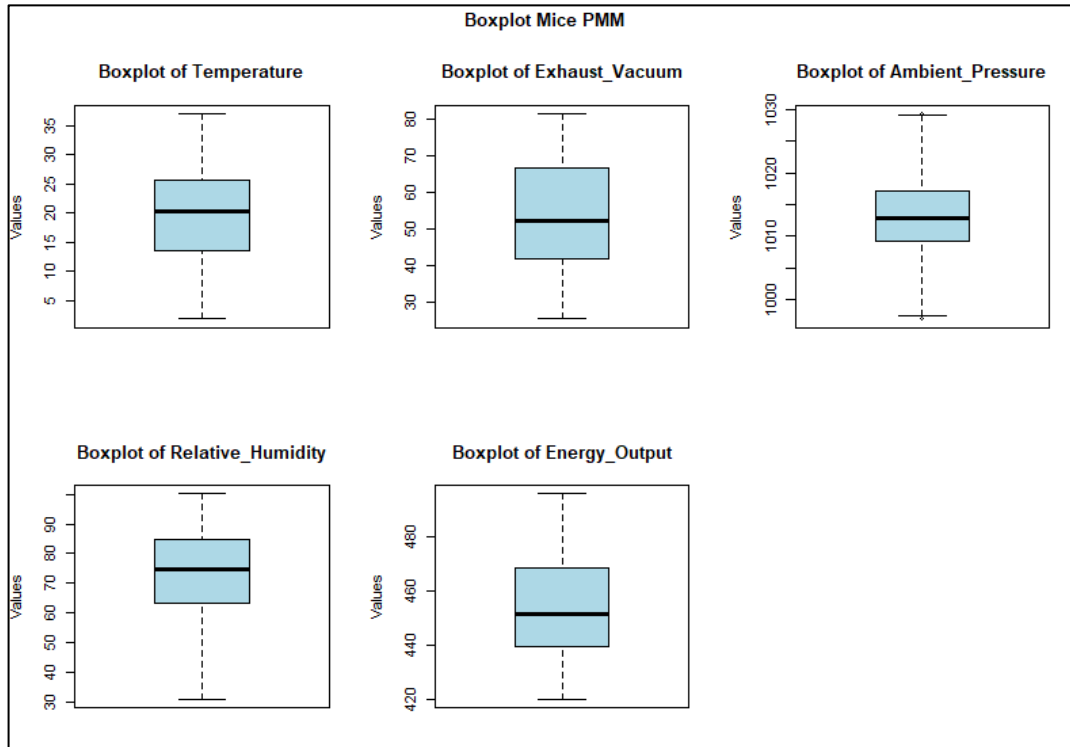 Boxplot Mice PMM
Boxplot of Temperature
Values
35
30
25
20
15
10
5
Boxplot of Exhaust_Vacuum
Values
80
70
60
50
40
30
Boxplot of Ambient_Pressure
Values
1030
1020
1010
1000
Boxplot of Relative_Humidity
Values
90
80
70
60
50
40
30
Boxplot of Energy_Output
Values
480
460
440
420